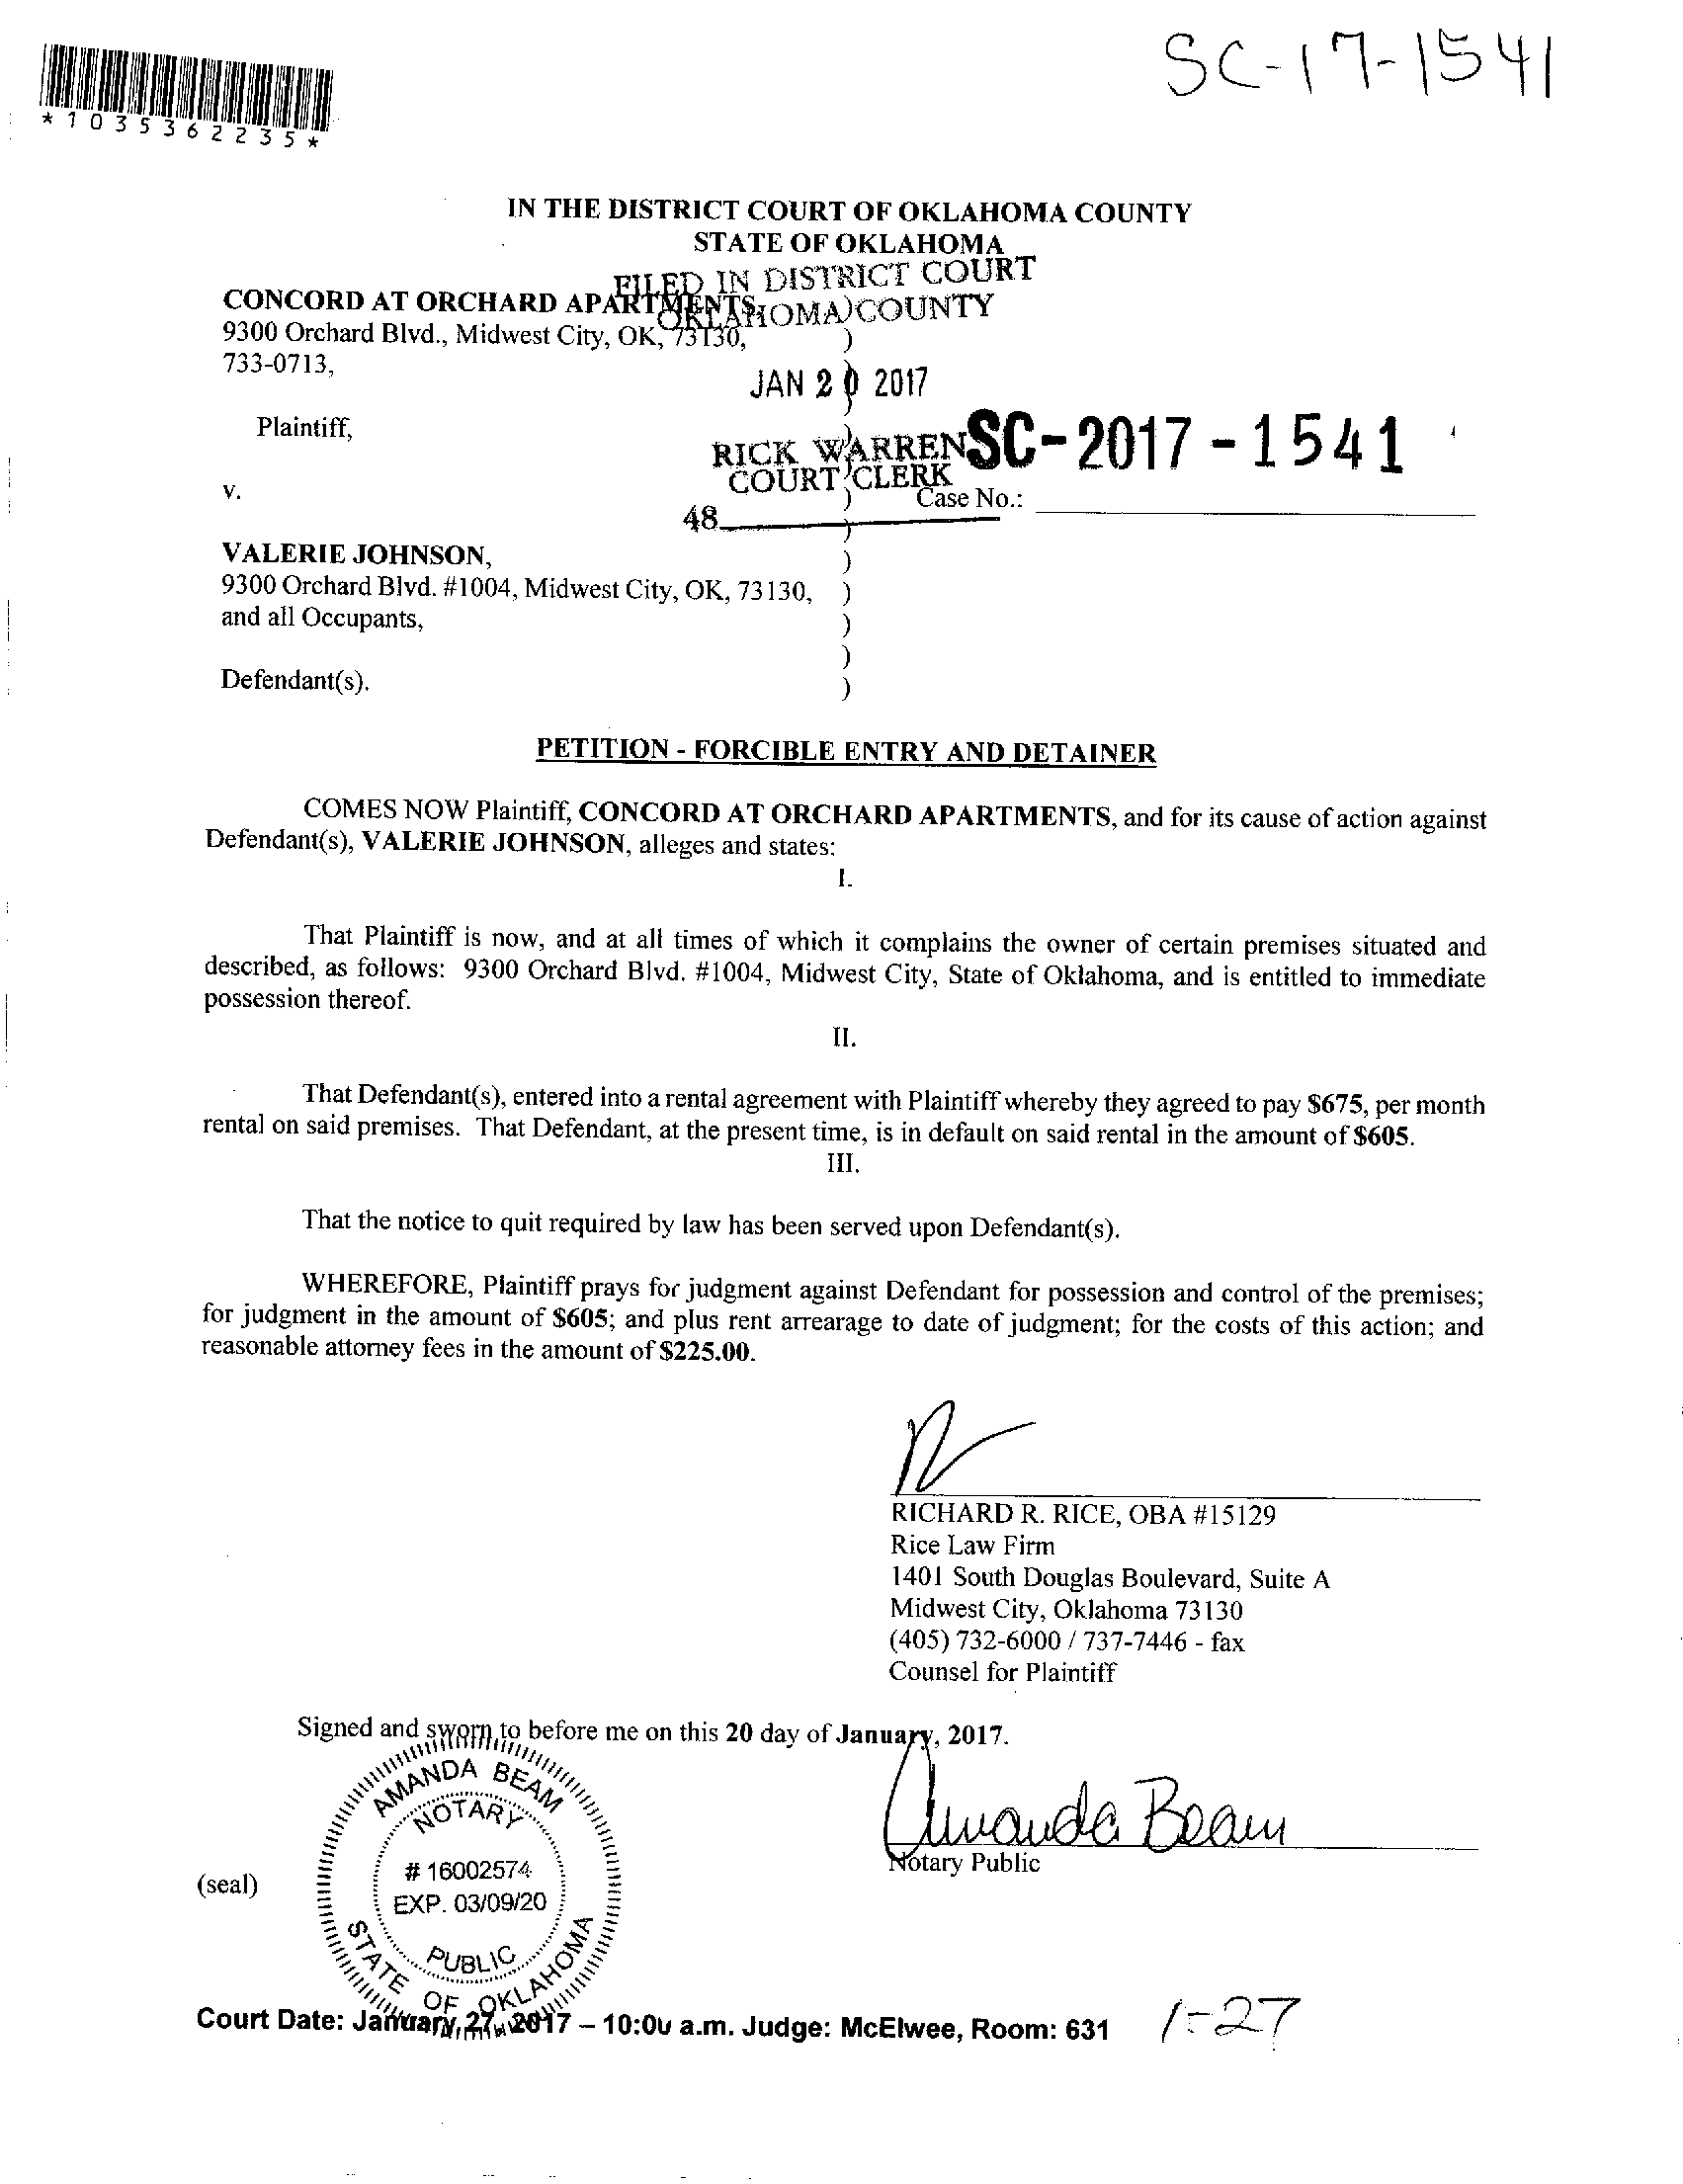 SC-17-1541
*1035362235*
IN THE DISTRICT COURT OF OKLAHOMA COUNTY
STATE OF OKLAHOMA
FILED IN DISTRICT COURT
OKLAHOMA COUNTY
CONCORD AT ORCHARD APARTMENTS, )
9300 Orchard Blvd., Midwest City, OK, 73130, )
733-0713,
JAN 20 2017
Plaintiff,
RICK WARREN
COURT CLERK
SC-2017-1541
v.
Case No.:
48
VALERIE JOHNSON, )
9300 Orchard Blvd. #1004, Midwest City, OK, 73130, )
and all Occupants, )
)
Defendant(s). )
PETITION - FORCIBLE ENTRY AND DETAINER
COMES NOW Plaintiff, CONCORD AT ORCHARD APARTMENTS, and for its cause of action against
Defendant(s), VALERIE JOHNSON, alleges and states:
I.
That Plaintiff is now, and at all times of which it complains the owner of certain premises situated and
described, as follows: 9300 Orchard Blvd. #1004, Midwest City, State of Oklahoma, and is entitled to immediate
possession thereof.
II.
That Defendant(s), entered into a rental agreement with Plaintiff whereby they agreed to pay $675, per month
rental on said premises. That Defendant, at the present time, is in default on said rental in the amount of $605.
III.
That the notice to quit required by law has been served upon Defendant(s).
WHEREFORE, Plaintiff prays for judgment against Defendant for possession and control of the premises;
for judgment in the amount of $605; and plus rent arrearage to date of judgment; for the costs of this action; and
reasonable attorney fees in the amount of $225.00.
RICHARD R. RICE, OBA #15129
Rice Law Firm
1401 South Douglas Boulevard, Suite A
Midwest City, Oklahoma 73130
(405) 732-6000 / 737-7446 - fax
Counsel for Plaintiff
Signed and sworn to before me on this 20 day of January, 2017.
Amanda Beam
Notary Public
(seal)
AMANDA BEAM
NOTARY
# 16002574
EXP. 03/09/20
PUBLIC
STATE OF OKLAHOMA
Court Date: January 27, 2017 – 10:00 a.m. Judge: McElwee, Room: 631
1-27